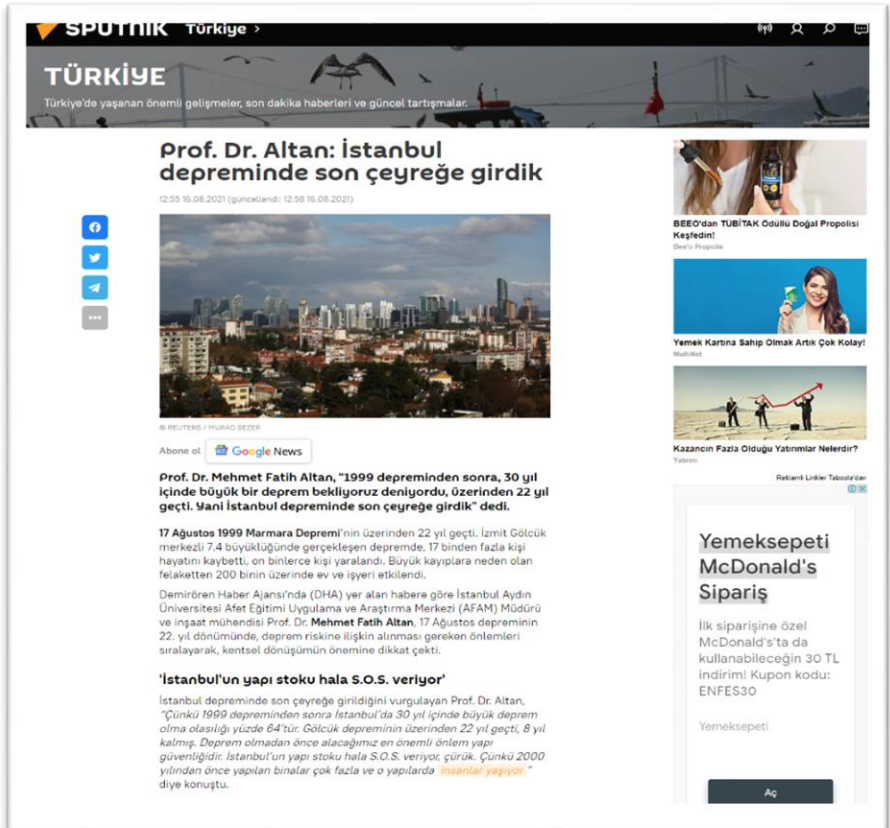 SPUTNIK Türkiye >
TÜRKİYE
Türkiye'de yaşanan önemli gelişmeler, son dakika haberleri ve güncel tartışmalar.
Prof. Dr. Altan: İstanbul
depreminde son çeyreğe girdik
12:55 16.08.2021 (güncellendi: 12:56 16.08.2021)
© REUTERS / MURAD SEZER
Abone ol Google News
Prof. Dr. Mehmet Fatih Altan, "1999 depreminden sonra, 30 yıl
içinde büyük bir deprem bekliyoruz deniyordu, üzerinden 22 yıl
geçti. Yani İstanbul depreminde son çeyreğe girdik" dedi.
17 Ağustos 1999 Marmara Depremi'nin üzerinden 22 yıl geçti. İzmit Gölcük
merkezli 7.4 büyüklüğünde gerçekleşen depremde, 17 binden fazla kişi
hayatını kaybetti, on binlerce kişi yaralandı. Büyük kayıplara neden olan
felaketten 200 binin üzerinde ev ve işyeri etkilendi.
Demirören Haber Ajansı'nda (DHA) yer alan habere göre İstanbul Aydın
Üniversitesi Afet Eğitimi Uygulama ve Araştırma Merkezi (AFAM) Müdürü
ve inşaat mühendisi Prof. Dr. Mehmet Fatih Altan, 17 Ağustos depreminin
22. yıl dönümünde, deprem riskine ilişkin alınması gereken önlemleri
sıralayarak, kentsel dönüşümün önemine dikkat çekti.
'İstanbul'un yapı stoku hala S.O.S. veriyor'
İstanbul depreminde son çeyreğe girildiğini vurgulayan Prof. Dr. Altan,
"Çünkü 1999 depreminden sonra İstanbul'da 30 yıl içinde büyük deprem
olma olasılığı yüzde 64'tür. Gölcük depreminin üzerinden 22 yıl geçti, 8 yıl
kalmış. Deprem olmadan önce alacağımız en önemli önlem yapı
güvenliğidir. İstanbul'un yapı stoku hala S.O.S. veriyor, çürük. Çünkü 2000
yılından önce yapılan binalar çok fazla ve o yapılarda insanlar yaşıyor"
diye konuştu.
BEEO'dan TÜBİTAK Ödüllü Doğal Propolisi
Keşfedin!
Bee'o Propolis
Yemek Kartına Sahip Olmak Artık Çok Kolay!
MultiNet
Kazancın Fazla Olduğu Yatırımlar Nelerdir?
Yatırım
Reklamlı Linkler Taboola'dan
Yemeksepeti
McDonald's
Sipariş
İlk siparişine özel
McDonald's'ta da
kullanabileceğin 30 TL
indirim! Kupon kodu:
ENFES30
Yemeksepeti
Aç